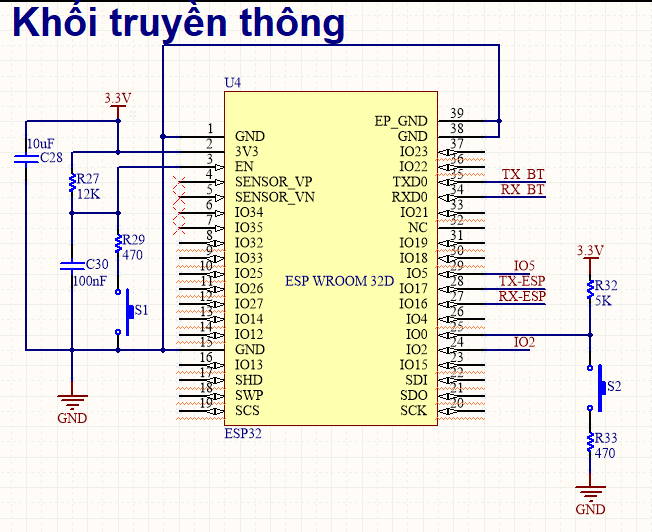 Khối truyền thông
U4
3.3V
10uF
C28
R27
12K
C30
100nF
R29
470
S1
GND
1 GND
2 3V3
3 EN
4 SENSOR_VP
5 SENSOR_VN
6 IO34
7 IO35
8 IO32
9 IO33
10 IO25
11 IO26
12 IO27
13 IO14
14 IO12
15 GND
16 IO13
17 SHD
18 SWP
19 SCS
ESP WROOM 32D
EP_GND 39
GND 38
IO23 37
IO22 36
TXD0 35 TX_BT
RXD0 34 RX_BT
IO21 33
NC 32
IO19 31
IO18 30
IO5 29 IO5
IO17 28 TX-ESP
IO16 27 RX-ESP
IO4 26
IO0 25
IO2 24 IO2
IO15 23
SDI 22
SDO 21
SCK 20
ESP32
3.3V
R32
5K
S2
R33
470
GND